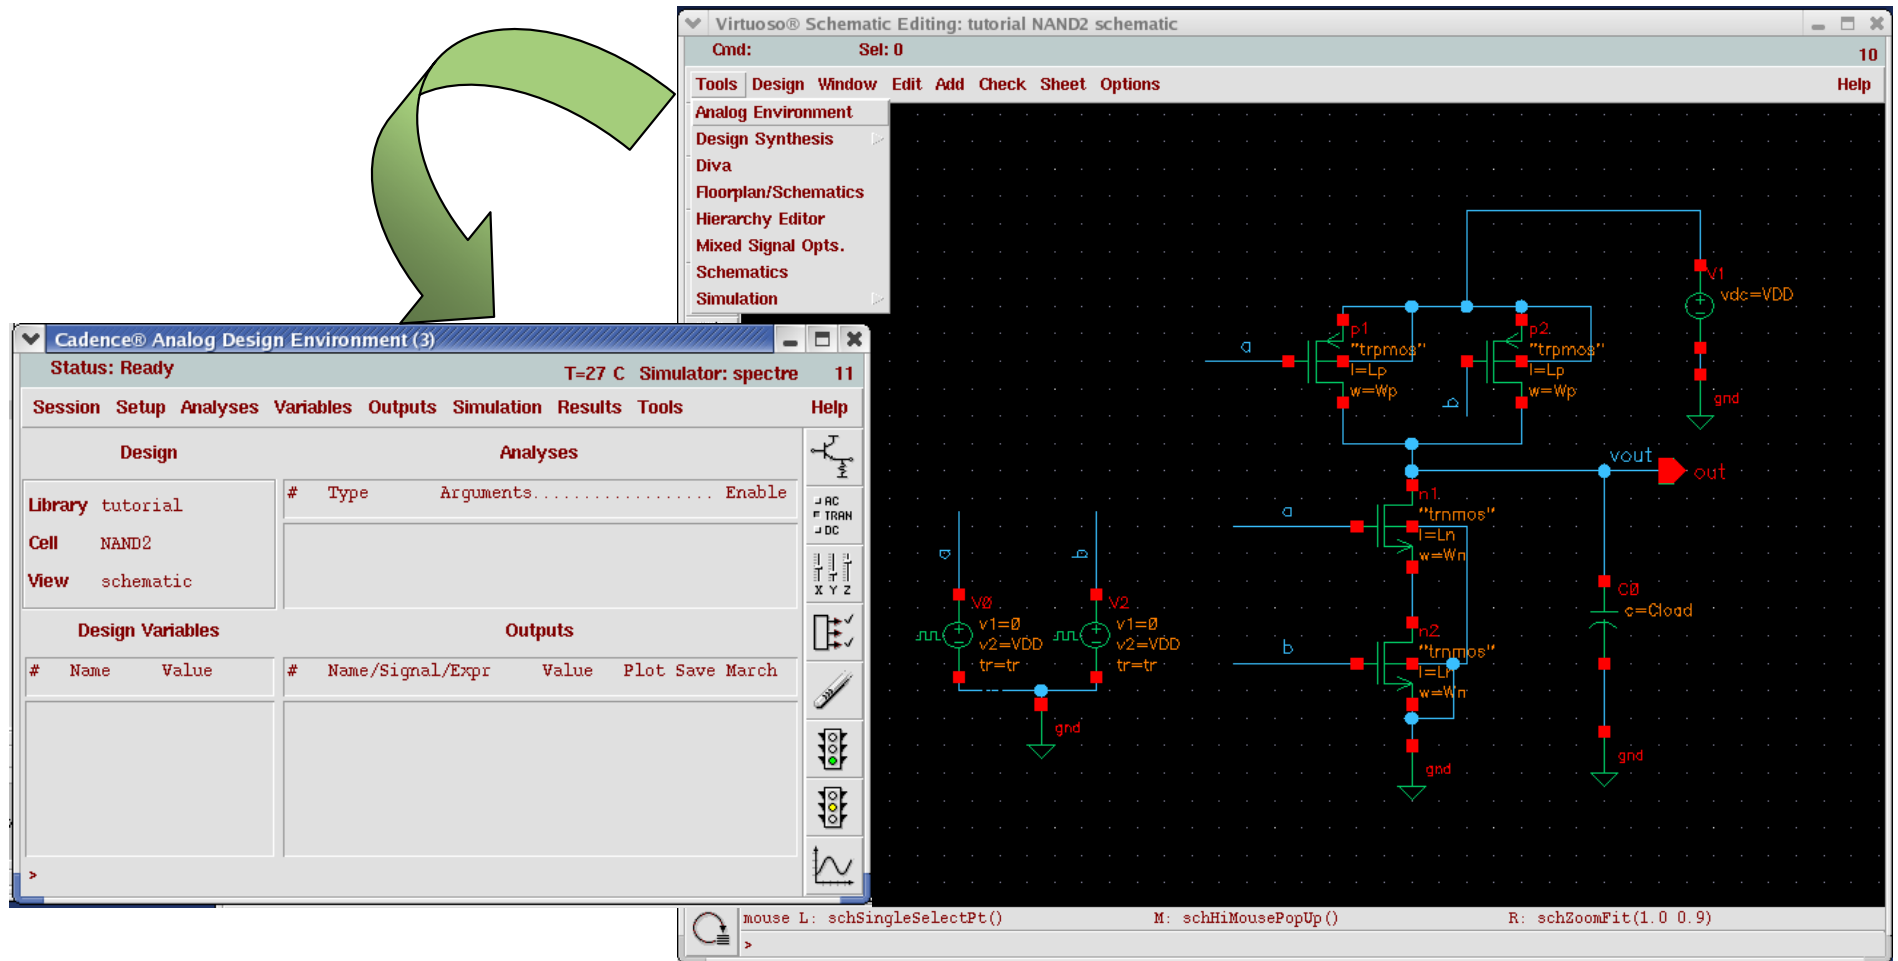 Virtuoso® Schematic Editing: tutorial NAND2 schematic
Cmd: Sel: 0 10
Tools Design Window Edit Add Check Sheet Options Help
Analog Environment
Design Synthesis
Diva
Floorplan/Schematics
Hierarchy Editor
Mixed Signal Opts.
Schematics
Simulation
V1
vdc=VDD
gnd
a
p1
"trpmos"
l=Lp
w=Wp
b
p2
"trpmos"
l=Lp
w=Wp
vout
out
a
n1
"trnmos"
l=Ln
w=Wn
b
n2
"trnmos"
l=Ln
w=Wn
gnd
C0
c=Cload
gnd
a
V0
v1=0
v2=VDD
tr=tr
b
V2
v1=0
v2=VDD
tr=tr
gnd
mouse L: schSingleSelectPt() M: schHiMousePopUp() R: schZoomFit(1.0 0.9)
>
Cadence® Analog Design Environment (3)
Status: Ready T=27 C Simulator: spectre 11
Session Setup Analyses Variables Outputs Simulation Results Tools Help
Design
Library tutorial
Cell NAND2
View schematic
Analyses
# Type Arguments.................. Enable
Design Variables
# Name Value
Outputs
# Name/Signal/Expr Value Plot Save March
>
AC
TRAN
DC
X Y Z